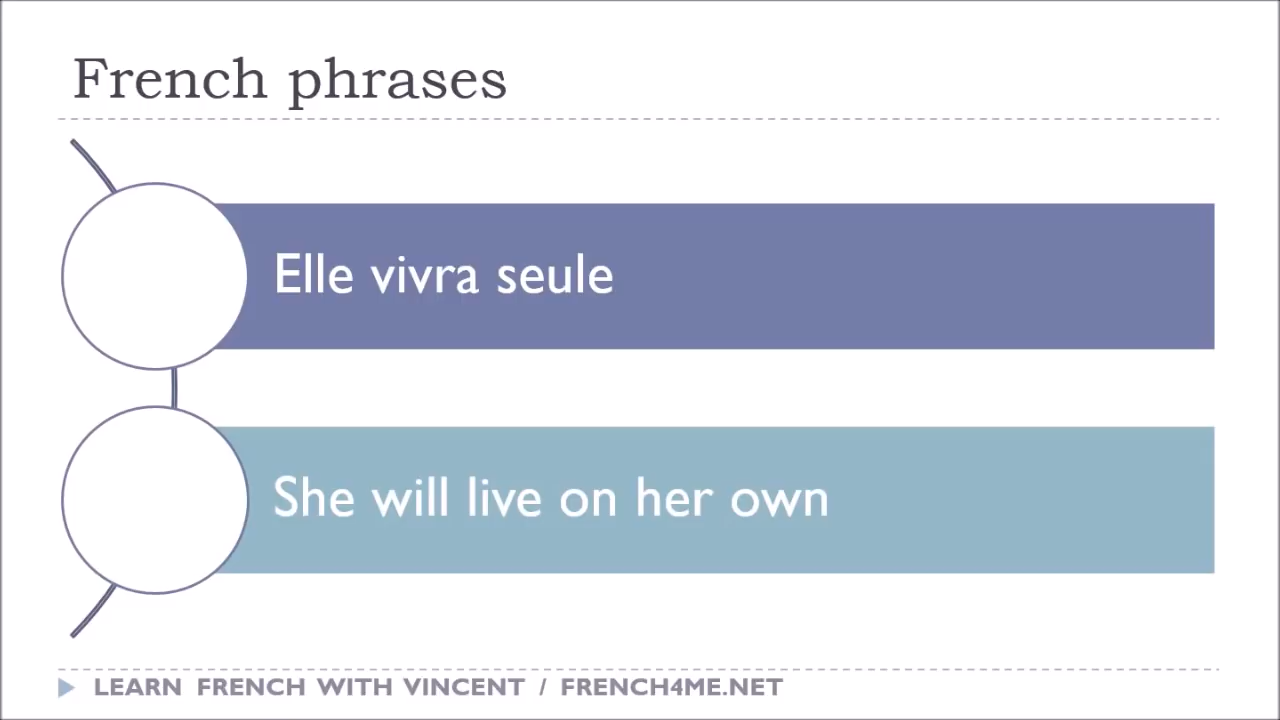 French phrases
Elle vivra seule
She will live on her own
LEARN FRENCH WITH VINCENT / FRENCH4ME.NET